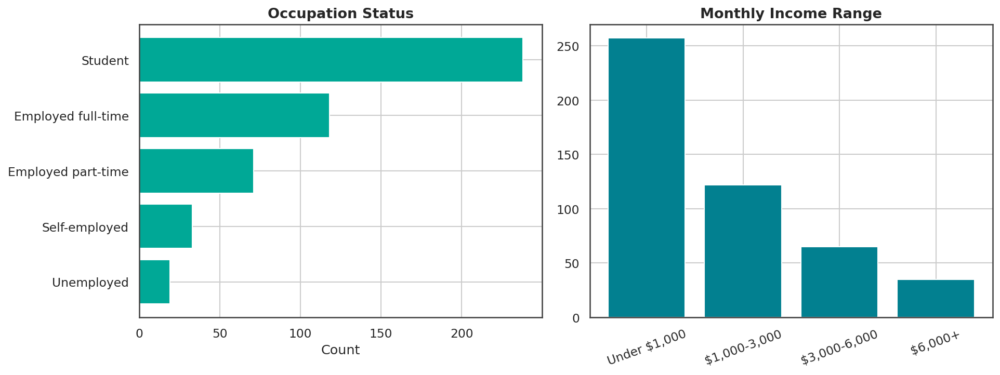 Occupation Status
Student
Employed full-time
Employed part-time
Self-employed
Unemployed
0 50 100 150 200
Count
Monthly Income Range
250
200
150
100
50
0
Under $1,000 $1,000-3,000 $3,000-6,000 $6,000+